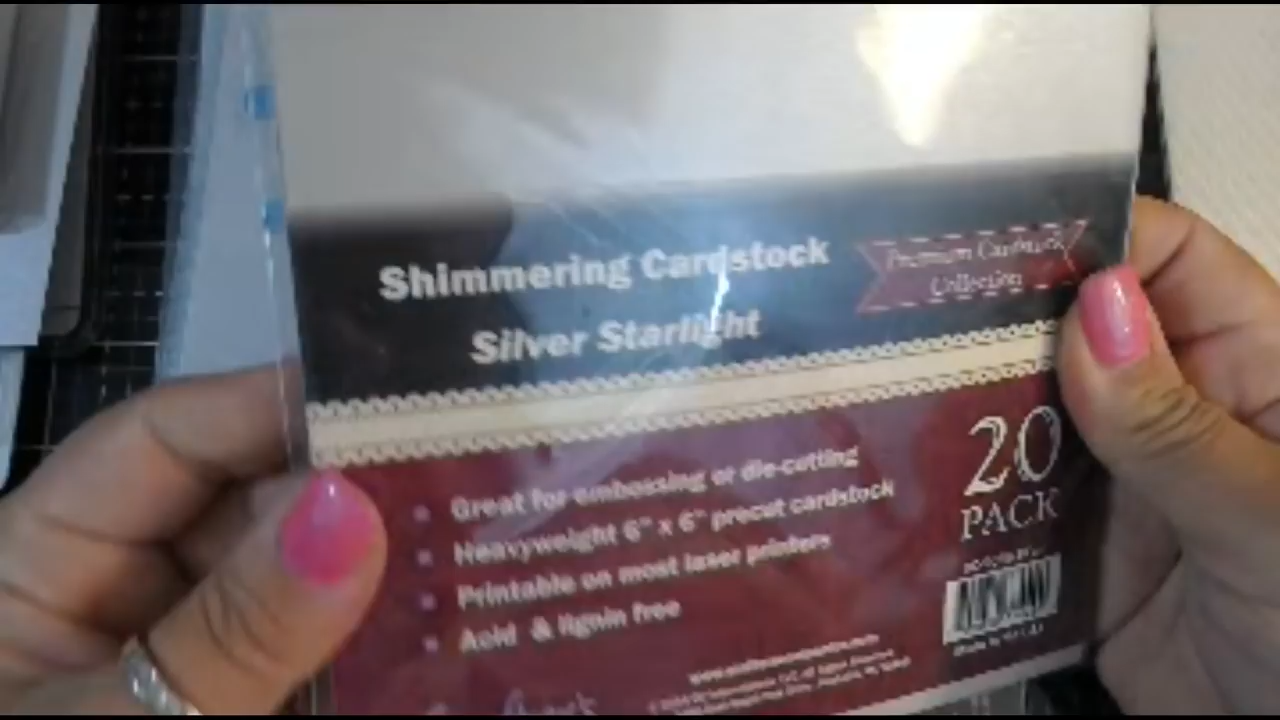 Shimmering Cardstock
Silver Starlight
Premium Cardstock
Collection
Great for embossing or die-cutting
Heavyweight 6" x 6" precut cardstock
Printable on most laser printers
Acid & lignin free
20
PACK